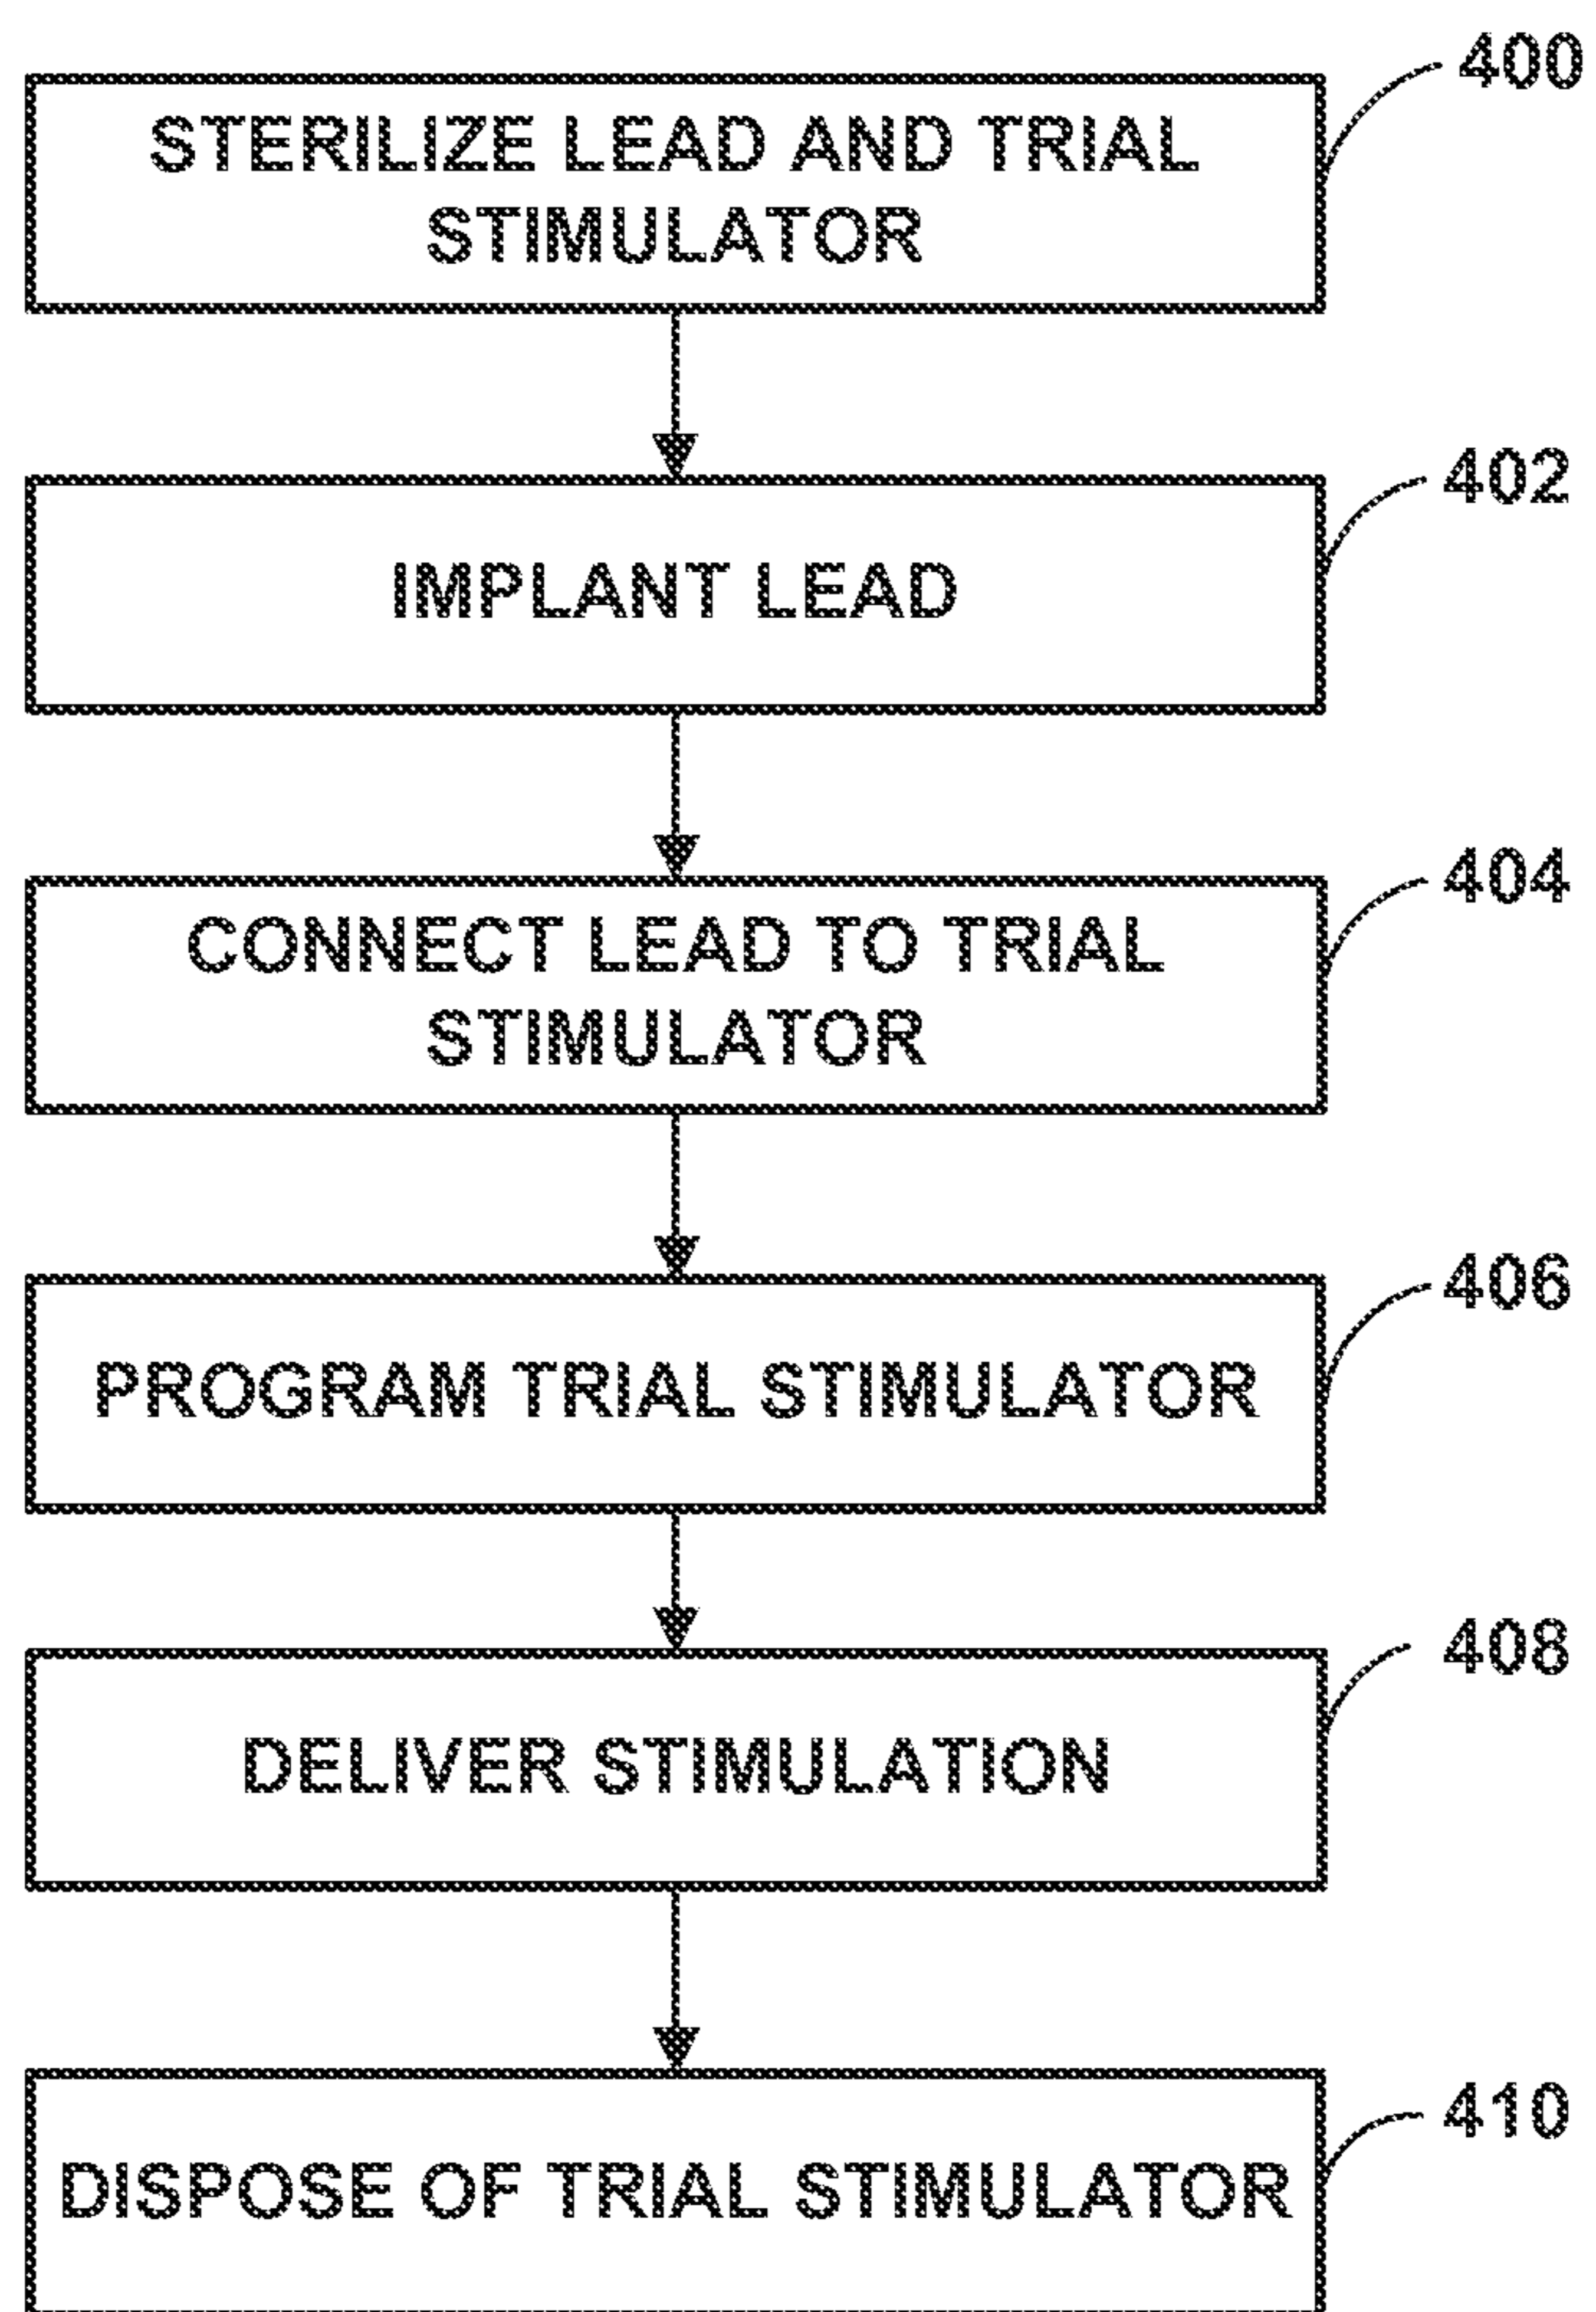 400
STERILIZE LEAD AND TRIAL
STIMULATOR
402
IMPLANT LEAD
404
CONNECT LEAD TO TRIAL
STIMULATOR
406
PROGRAM TRIAL STIMULATOR
408
DELIVER STIMULATION
410
DISPOSE OF TRIAL STIMULATOR